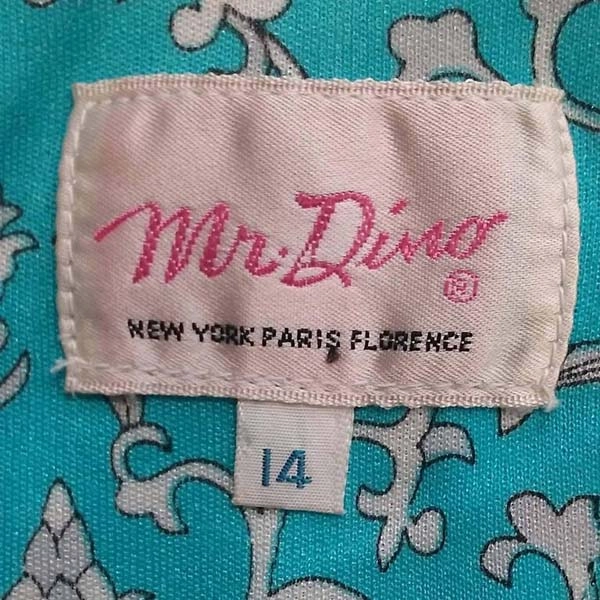 Mr. Dino ®
NEW YORK PARIS FLORENCE
14